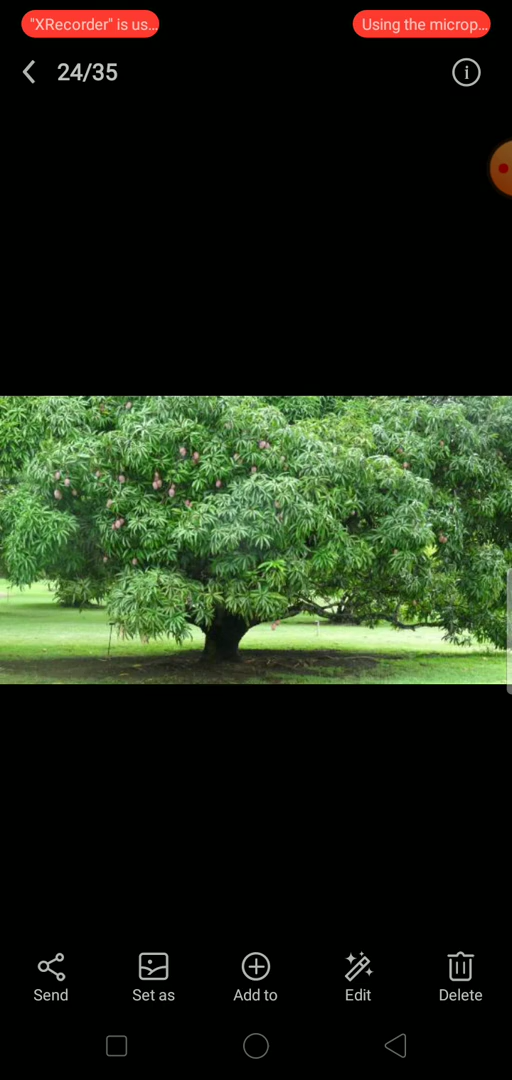 "XRecorder" is us...
Using the microp...
24/35
Send
Set as
Add to
Edit
Delete